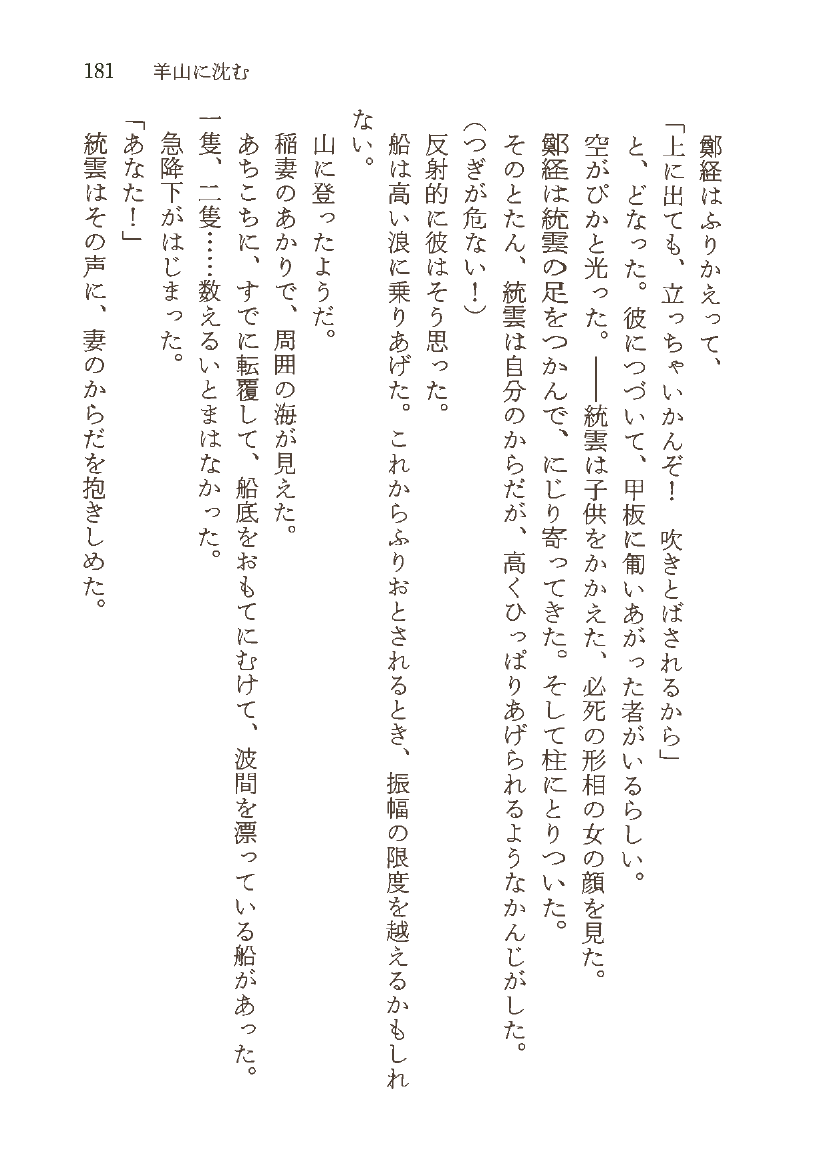 181　羊山に沈む
鄭経はふりかえって、
「上に出ても、立っちゃいかんぞ！　吹きとばされるから」
と、どなった。彼につづいて、甲板に匍いあがった者がいるらしい。
空がぴかと光った。――統雲は子供をかかえた、必死の形相の女の顔を見た。
鄭経は統雲の足をつかんで、にじり寄ってきた。そして柱にとりついた。
そのとたん、統雲は自分のからだが、高くひっぱりあげられるようなかんじがした。
（つぎが危ない！）
反射的に彼はそう思った。
船は高い浪に乗りあげた。これからふりおとされるとき、振幅の限度を越えるかもしれ
ない。
山に登ったようだ。
稲妻のあかりで、周囲の海が見えた。
あちこちに、すでに転覆して、船底をおもてにむけて、波間を漂っている船があった。
一隻、二隻……数えるいとまはなかった。
急降下がはじまった。
「あなた！」
統雲はその声に、妻のからだを抱きしめた。